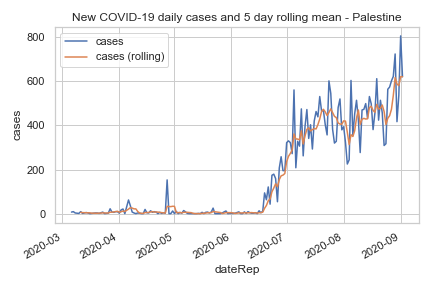 New COVID-19 daily cases and 5 day rolling mean - Palestine
cases
cases (rolling)
800
600
400
200
0
cases
2020-03
2020-04
2020-05
2020-06
2020-07
2020-08
2020-09
dateRep